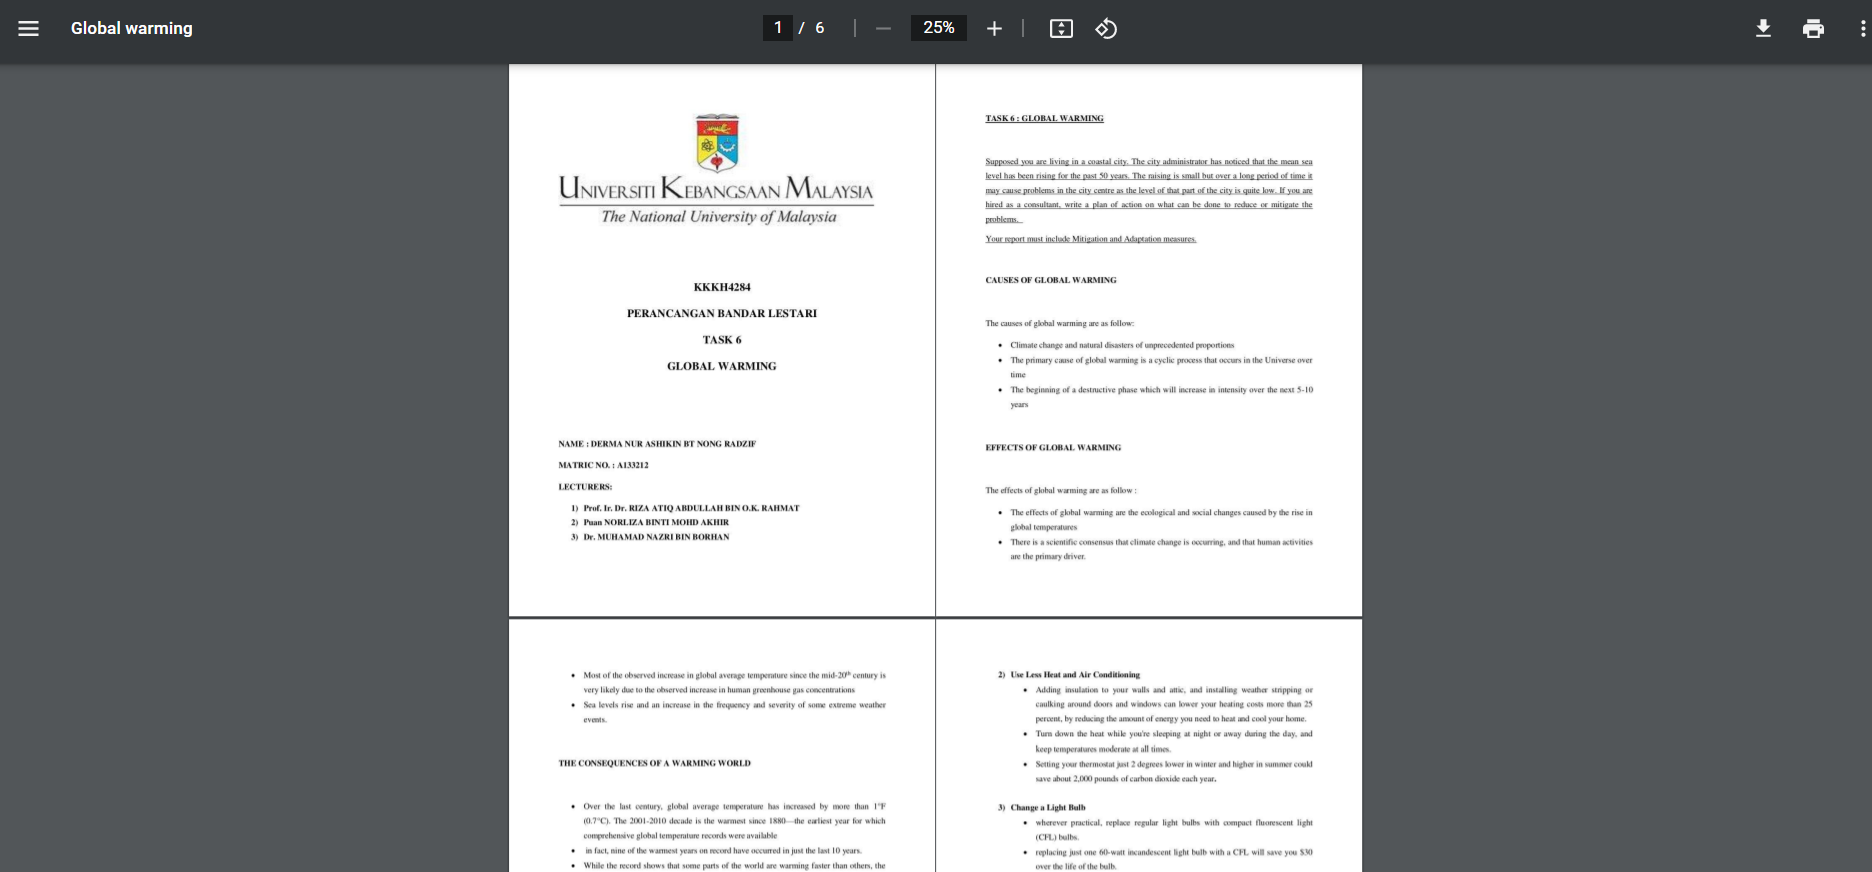 Global warming
1 / 6
25%
UNIVERSITI KEBANGSAAN MALAYSIA
The National University of Malaysia
KKKH4284
PERANCANGAN BANDAR LESTARI
TASK 6
GLOBAL WARMING
NAME : DERMA NUR ASHIKIN BT NONG RADZIF
MATRIC NO. : A133212
LECTURERS:
1) Prof. Ir. Dr. RIZA ATIQ ABDULLAH BIN O.K. RAHMAT
2) Puan NORLIZA BINTI MOHD AKHIR
3) Dr. MUHAMAD NAZRI BIN BORHAN
TASK 6 : GLOBAL WARMING
Supposed you are living in a coastal city. The city administrator has noticed that the mean sea
level has been rising for the past 50 years. The raising is small but over a long period of time it
may cause problems in the city centre as the level of that part of the city is quite low. If you are
hired as a consultant, write a plan of action on what can be done to reduce or mitigate the
problems.
Your report must include Mitigation and Adaptation measures.
CAUSES OF GLOBAL WARMING
The causes of global warming are as follow:
• Climate change and natural disasters of unprecedented proportions
• The primary cause of global warming is a cyclic process that occurs in the Universe over
time
• The beginning of a destructive phase which will increase in intensity over the next 5-10
years
EFFECTS OF GLOBAL WARMING
The effects of global warming are as follow :
• The effects of global warming are the ecological and social changes caused by the rise in
global temperatures
• There is a scientific consensus that climate change is occurring, and that human activities
are the primary driver.
• Most of the observed increase in global average temperature since the mid-20th century is
very likely due to the observed increase in human greenhouse gas concentrations
• Sea levels rise and an increase in the frequency and severity of some extreme weather
events.
THE CONSEQUENCES OF A WARMING WORLD
• Over the last century, global average temperature has increased by more than 1°F
(0.7°C). The 2001-2010 decade is the warmest since 1880—the earliest year for which
comprehensive global temperature records were available
• in fact, nine of the warmest years on record have occurred in just the last 10 years.
• While the record shows that some parts of the world are warming faster than others, the
2) Use Less Heat and Air Conditioning
• Adding insulation to your walls and attic, and installing weather stripping or
caulking around doors and windows can lower your heating costs more than 25
percent, by reducing the amount of energy you need to heat and cool your home.
• Turn down the heat while you're sleeping at night or away during the day, and
keep temperatures moderate at all times.
• Setting your thermostat just 2 degrees lower in winter and higher in summer could
save about 2,000 pounds of carbon dioxide each year.
3) Change a Light Bulb
• wherever practical, replace regular light bulbs with compact fluorescent light
(CFL) bulbs.
• replacing just one 60-watt incandescent light bulb with a CFL will save you $30
over the life of the bulb.